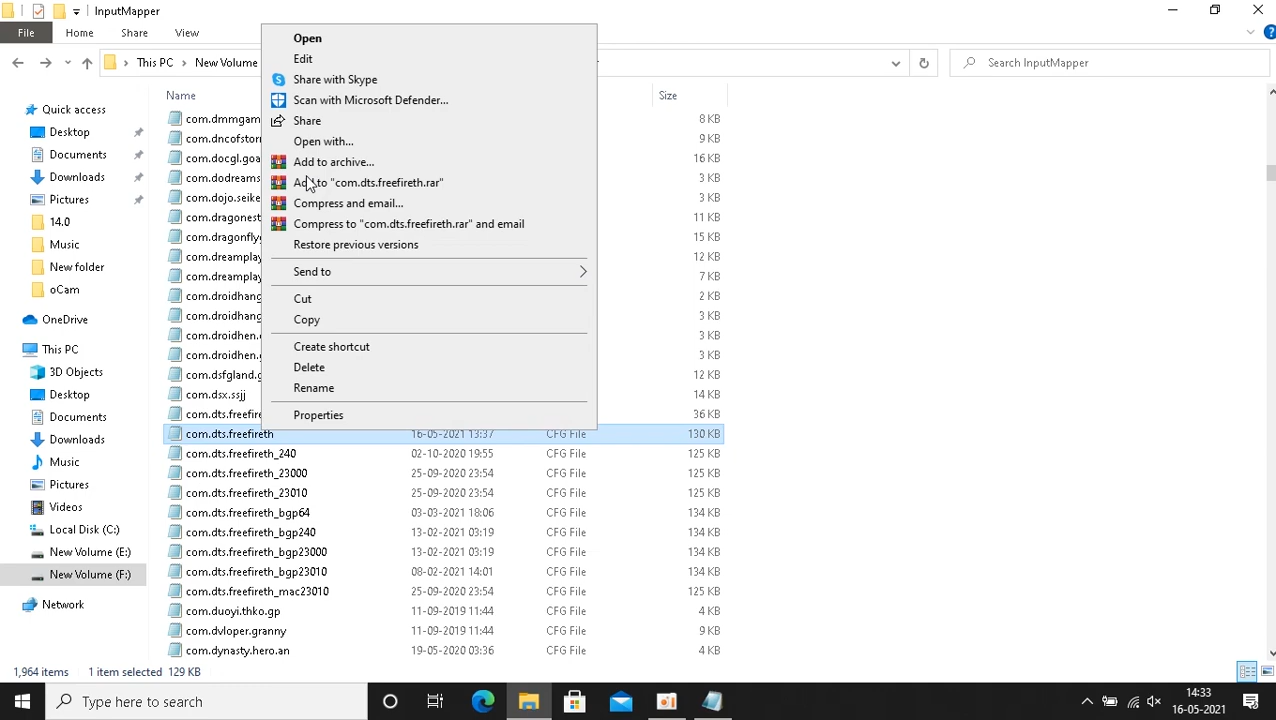 InputMapper
File Home Share View
This PC New Volume
Search InputMapper
Quick access
Desktop
Documents
Downloads
Pictures
14.0
Music
New folder
oCam
OneDrive
This PC
3D Objects
Desktop
Documents
Downloads
Music
Pictures
Videos
Local Disk (C:)
New Volume (E:)
New Volume (F:)
Network
Name Size
com.dmmgam 8 KB
com.dncofstor 9 KB
com.docgl.goa 16 KB
com.dodreams 3 KB
com.dojo.seike 3 KB
com.dragonest 11 KB
com.dragonfly 15 KB
com.dreamplay 12 KB
com.dreamplay 7 KB
com.droidhang 2 KB
com.droidhang 3 KB
com.droidhen. 3 KB
com.droidhen. 3 KB
com.dsfgland.g 12 KB
com.dsx.ssjj 14 KB
com.dts.freefire 36 KB
com.dts.freefireth 16-05-2021 13:37 CFG File 130 KB
com.dts.freefireth_240 02-10-2020 19:55 CFG File 125 KB
com.dts.freefireth_23000 25-09-2020 23:54 CFG File 125 KB
com.dts.freefireth_23010 25-09-2020 23:54 CFG File 125 KB
com.dts.freefireth_bgp64 03-03-2021 18:06 CFG File 134 KB
com.dts.freefireth_bgp240 13-02-2021 03:19 CFG File 134 KB
com.dts.freefireth_bgp23000 13-02-2021 03:19 CFG File 134 KB
com.dts.freefireth_bgp23010 08-02-2021 14:01 CFG File 134 KB
com.dts.freefireth_mac23010 25-09-2020 23:54 CFG File 125 KB
com.duoyi.thko.gp 11-09-2019 11:44 CFG File 4 KB
com.dvloper.granny 11-09-2019 11:44 CFG File 9 KB
com.dynasty.hero.an 19-05-2020 03:36 CFG File 4 KB
Open
Edit
Share with Skype
Scan with Microsoft Defender...
Share
Open with...
Add to archive...
Add to "com.dts.freefireth.rar"
Compress and email...
Compress to "com.dts.freefireth.rar" and email
Restore previous versions
Send to
Cut
Copy
Create shortcut
Delete
Rename
Properties
1,964 items 1 item selected 129 KB
Type here to search
14:33
16-05-2021